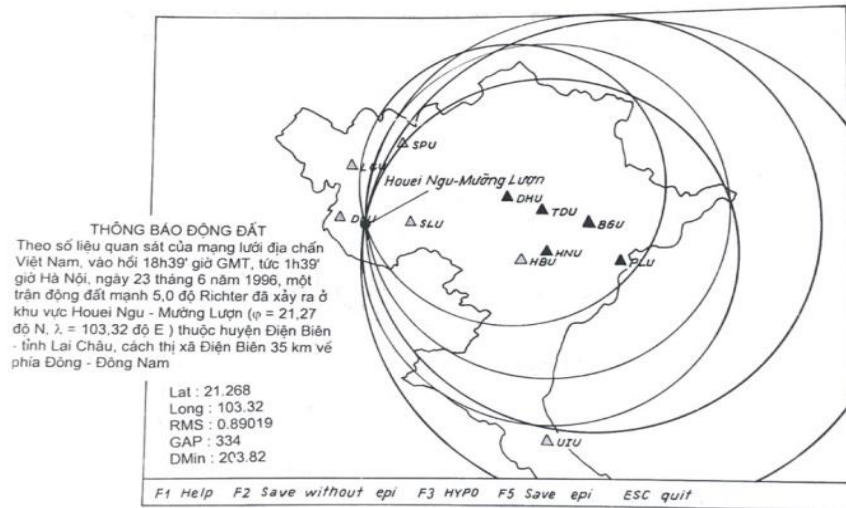 SPU
LCU
Houei Ngu-Mường Lượn
DHU
TDU
BGU
SLU
HNU
HBU
PLU
UIU
THÔNG BÁO ĐỘNG ĐẤT
Theo số liệu quan sát của mạng lưới địa chấn
Việt Nam, vào hồi 18h39' giờ GMT, tức 1h39'
giờ Hà Nội, ngày 23 tháng 6 năm 1996, một
trận động đất mạnh 5,0 độ Richter đã xảy ra ở
khu vực Houei Ngu - Mường Lượn (φ = 21,27
độ N, λ = 103,32 độ E ) thuộc huyện Điện Biên
- tỉnh Lai Châu, cách thị xã Điện Biên 35 km về
phía Đông - Đông Nam
Lat : 21.268
Long : 103.32
RMS : 0.89019
GAP : 334
DMin : 203.82
F1 Help F2 Save without epi F3 HYPO F5 Save epi ESC quit